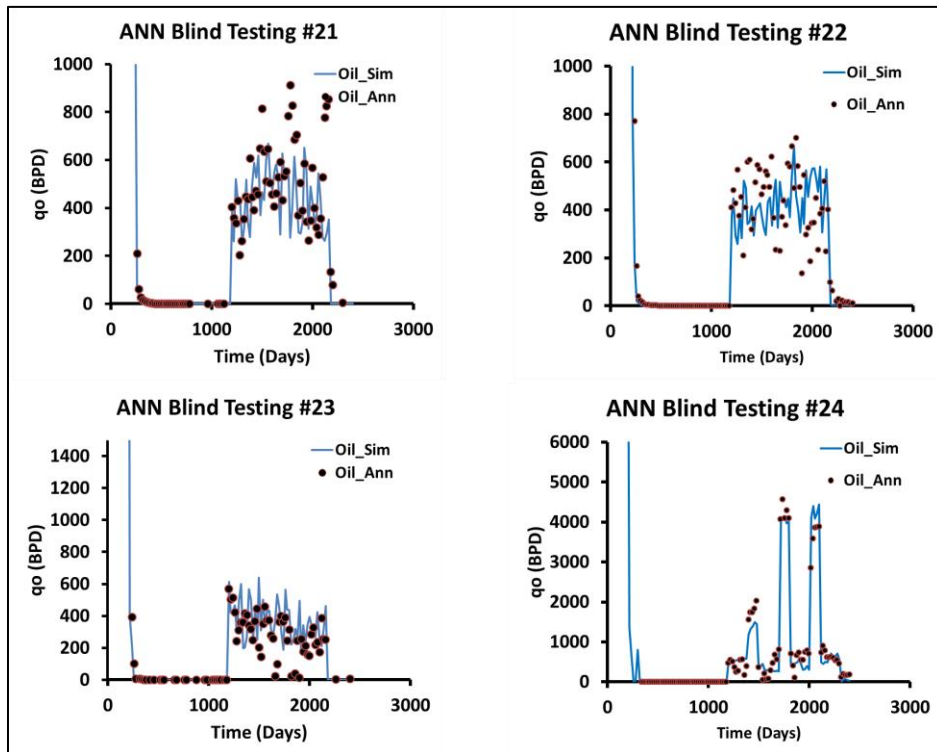 ANN Blind Testing #21
Oil_Sim
Oil_Ann
qo (BPD)
1000
800
600
400
200
0
0 1000 2000 3000
Time (Days)
ANN Blind Testing #22
Oil_Sim
Oil_Ann
qo (BPD)
1000
800
600
400
200
0
0 1000 2000 3000
Time (Days)
ANN Blind Testing #23
Oil_Sim
Oil_Ann
qo (BPD)
1400
1200
1000
800
600
400
200
0
0 1000 2000 3000
Time (Days)
ANN Blind Testing #24
Oil_Sim
Oil_Ann
qo (BPD)
6000
5000
4000
3000
2000
1000
0
0 1000 2000 3000
Time (Days)